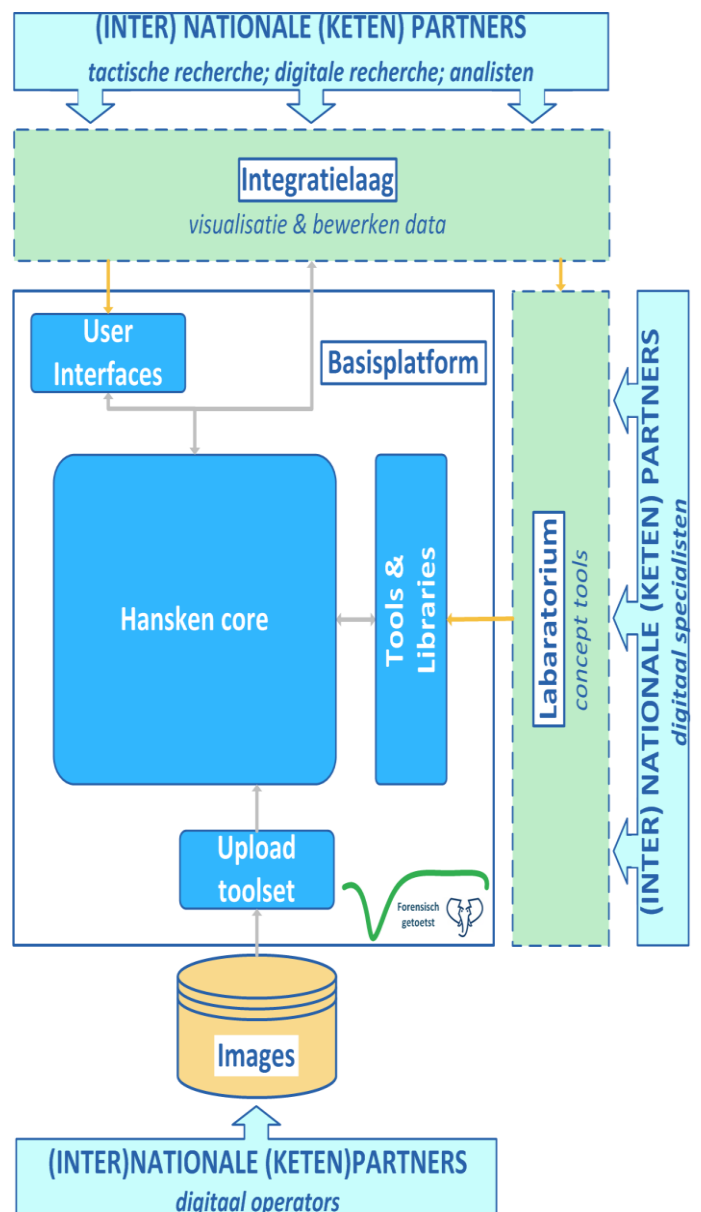 (INTER) NATIONALE (KETEN) PARTNERS
tactische recherche; digitale recherche; analisten
Integratielaag
visualisatie & bewerken data
User
Interfaces
Basisplatform
Hansken core
Tools &
Libraries
Labaratorium
concept tools
(INTER) NATIONALE (KETEN) PARTNERS
digitaal specialisten
Upload
toolset
Forensisch
getoetst
Images
(INTER)NATIONALE (KETEN)PARTNERS
digitaal operators